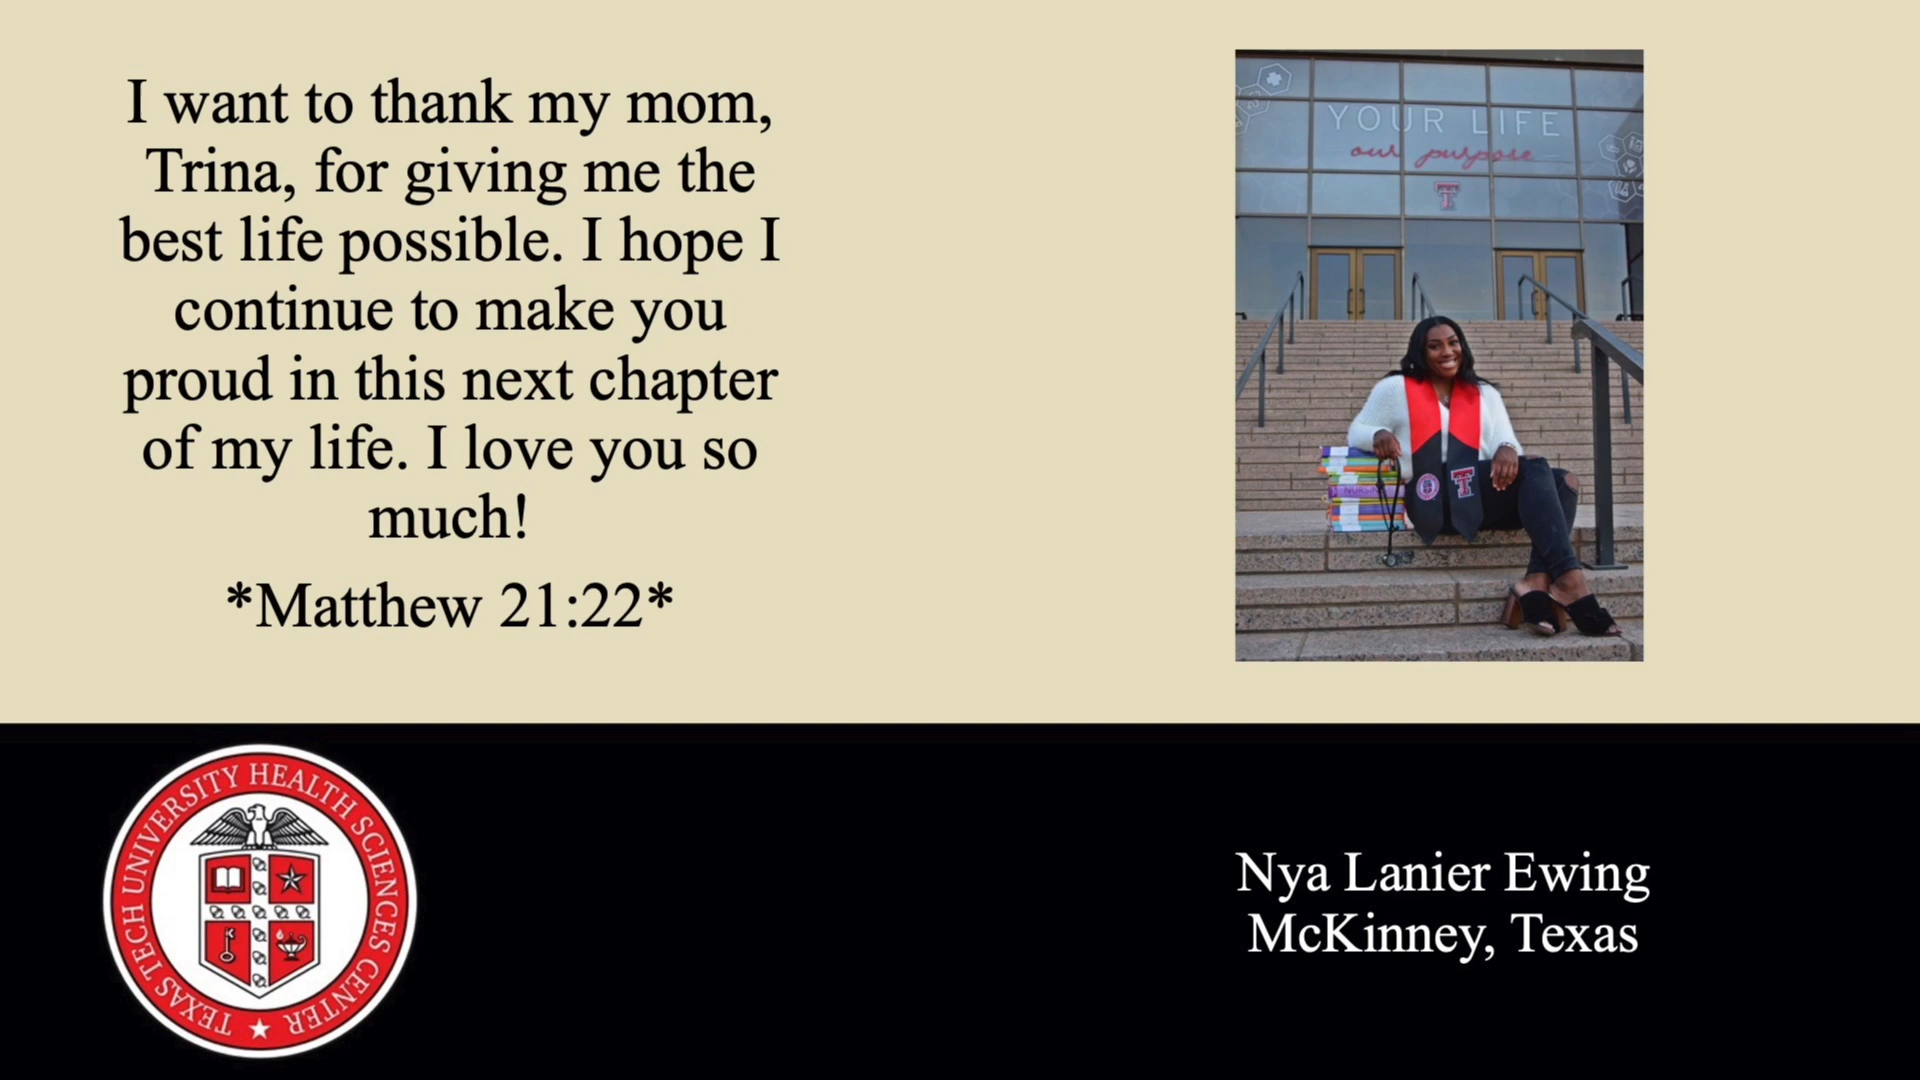 I want to thank my mom,
Trina, for giving me the
best life possible. I hope I
continue to make you
proud in this next chapter
of my life. I love you so
much!
*Matthew 21:22*
YOUR LIFE
our purpose
T
NURSING
T
TEXAS TECH UNIVERSITY HEALTH SCIENCES CENTER
Nya Lanier Ewing
McKinney, Texas